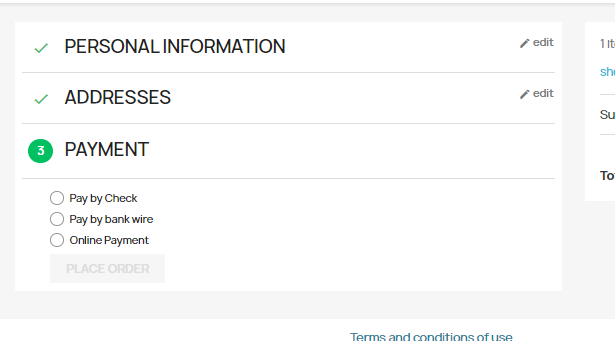 PERSONAL INFORMATION
edit
ADDRESSES
edit
3 PAYMENT
Pay by Check
Pay by bank wire
Online Payment
PLACE ORDER
Terms and conditions of use